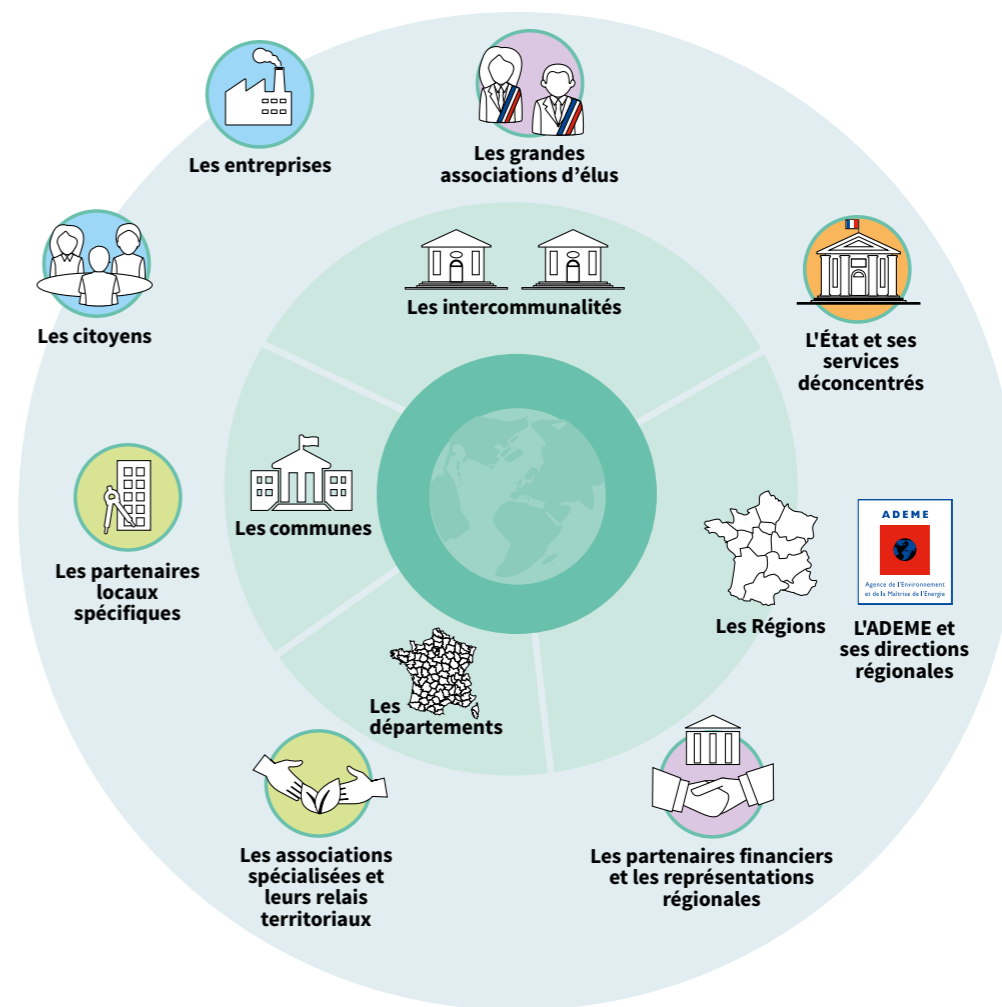 Les entreprises
Les grandes
associations d'élus
Les citoyens
Les intercommunalités
L'État et ses
services
déconcentrés
Les communes
Les partenaires
locaux
spécifiques
Les Régions
ADEME
Agence de l'Environnement
et de la Maîtrise de l'Energie
L'ADEME et
ses directions
régionales
Les
départements
Les associations
spécialisées et
leurs relais
territoriaux
Les partenaires financiers
et les représentations
régionales